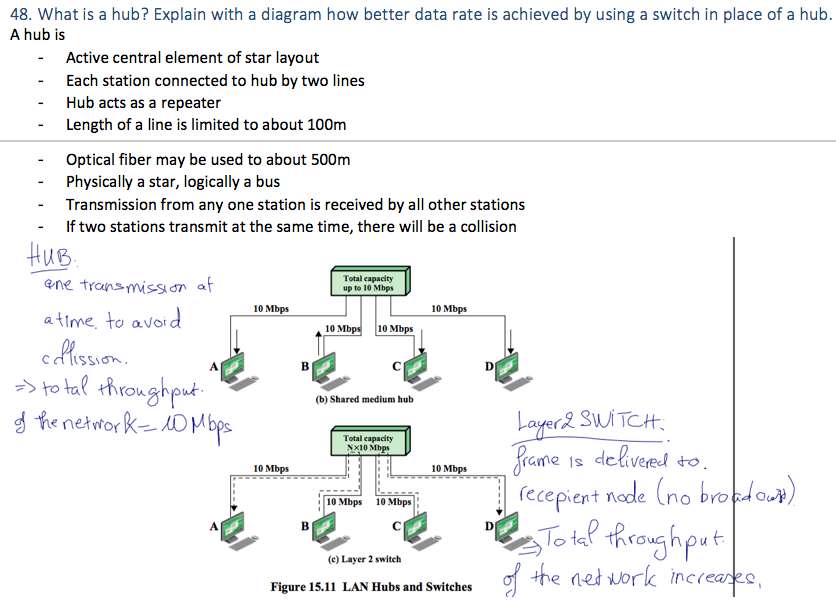 48. What is a hub? Explain with a diagram how better data rate is achieved by using a switch in place of a hub.
A hub is
- Active central element of star layout
- Each station connected to hub by two lines
- Hub acts as a repeater
- Length of a line is limited to about 100m
- Optical fiber may be used to about 500m
- Physically a star, logically a bus
- Transmission from any one station is received by all other stations
- If two stations transmit at the same time, there will be a collision
HUB.
one transmission at
a time, to avoid
collission.
=> total throughput.
of the network = 10 Mbps
Total capacity
up to 10 Mbps
10 Mbps 10 Mbps
10 Mbps 10 Mbps
A B C D
(b) Shared medium hub
Total capacity
N×10 Mbps
10 Mbps 10 Mbps
10 Mbps 10 Mbps
A B C D
(c) Layer 2 switch
Figure 15.11 LAN Hubs and Switches
Layer 2 SWITCH:
frame is delivered to.
recepient node (no broadcast)
=> Total throughput.
of the network increases.